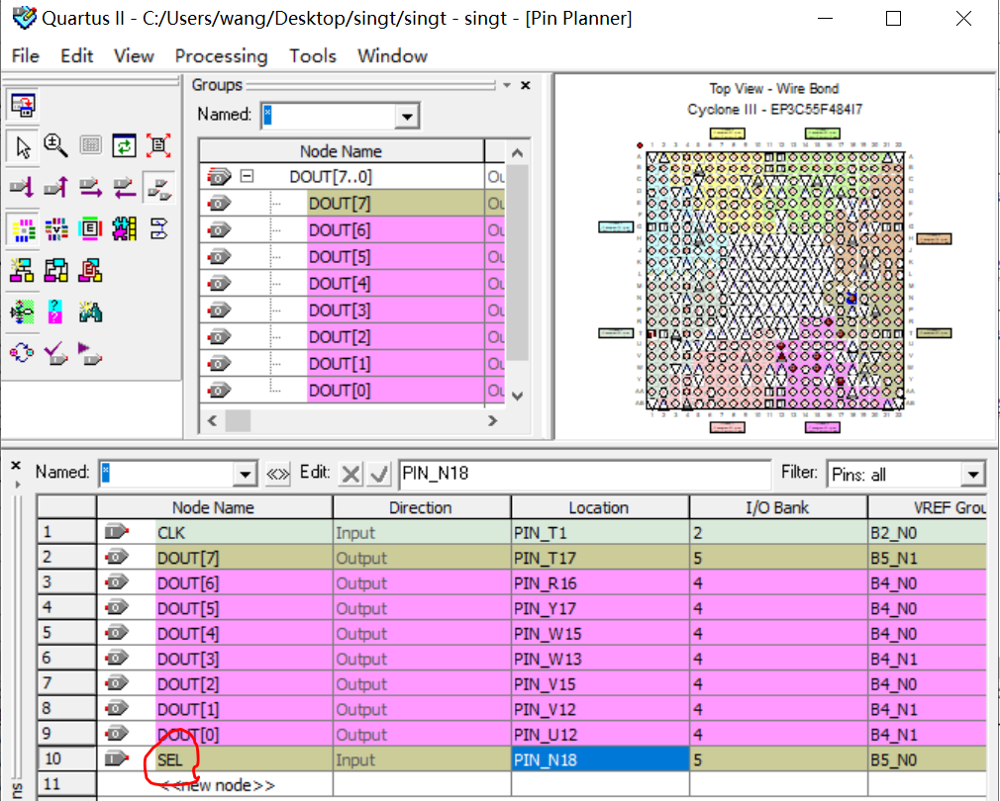 Quartus II - C:/Users/wang/Desktop/singt/singt - singt - [Pin Planner]
File Edit View Processing Tools Window
Groups
Named: *
Node Name
DOUT[7..0] Ou
DOUT[7] Ou
DOUT[6] Ou
DOUT[5] Ou
DOUT[4] Ou
DOUT[3] Ou
DOUT[2] Ou
DOUT[1] Ou
DOUT[0] Ou
Top View - Wire Bond
Cyclone III - EP3C55F484I7
Named: * Edit: PIN_N18 Filter: Pins: all
Node Name Direction Location I/O Bank VREF Grou
1 CLK Input PIN_T1 2 B2_N0
2 DOUT[7] Output PIN_T17 5 B5_N1
3 DOUT[6] Output PIN_R16 4 B4_N0
4 DOUT[5] Output PIN_Y17 4 B4_N0
5 DOUT[4] Output PIN_W15 4 B4_N0
6 DOUT[3] Output PIN_W13 4 B4_N1
7 DOUT[2] Output PIN_V15 4 B4_N0
8 DOUT[1] Output PIN_V12 4 B4_N1
9 DOUT[0] Output PIN_U12 4 B4_N1
10 SEL Input PIN_N18 5 B5_N0
11 <<new node>>